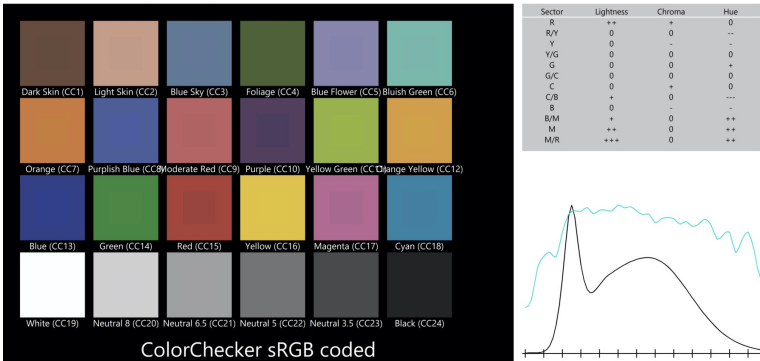 Dark Skin (CC1) Light Skin (CC2) Blue Sky (CC3) Foliage (CC4) Blue Flower (CC5) Bluish Green (CC6)
Orange (CC7) Purplish Blue (CC8) Moderate Red (CC9) Purple (CC10) Yellow Green (CC11) Orange Yellow (CC12)
Blue (CC13) Green (CC14) Red (CC15) Yellow (CC16) Magenta (CC17) Cyan (CC18)
White (CC19) Neutral 8 (CC20) Neutral 6.5 (CC21) Neutral 5 (CC22) Neutral 3.5 (CC23) Black (CC24)
ColorChecker sRGB coded
Sector Lightness Chroma Hue
R ++ + 0
R/Y 0 0 --
Y 0 - -
Y/G 0 0 0
G 0 0 +
G/C 0 0 0
C 0 + 0
C/B + 0 ---
B 0 - -
B/M + 0 ++
M ++ 0 ++
M/R +++ 0 ++